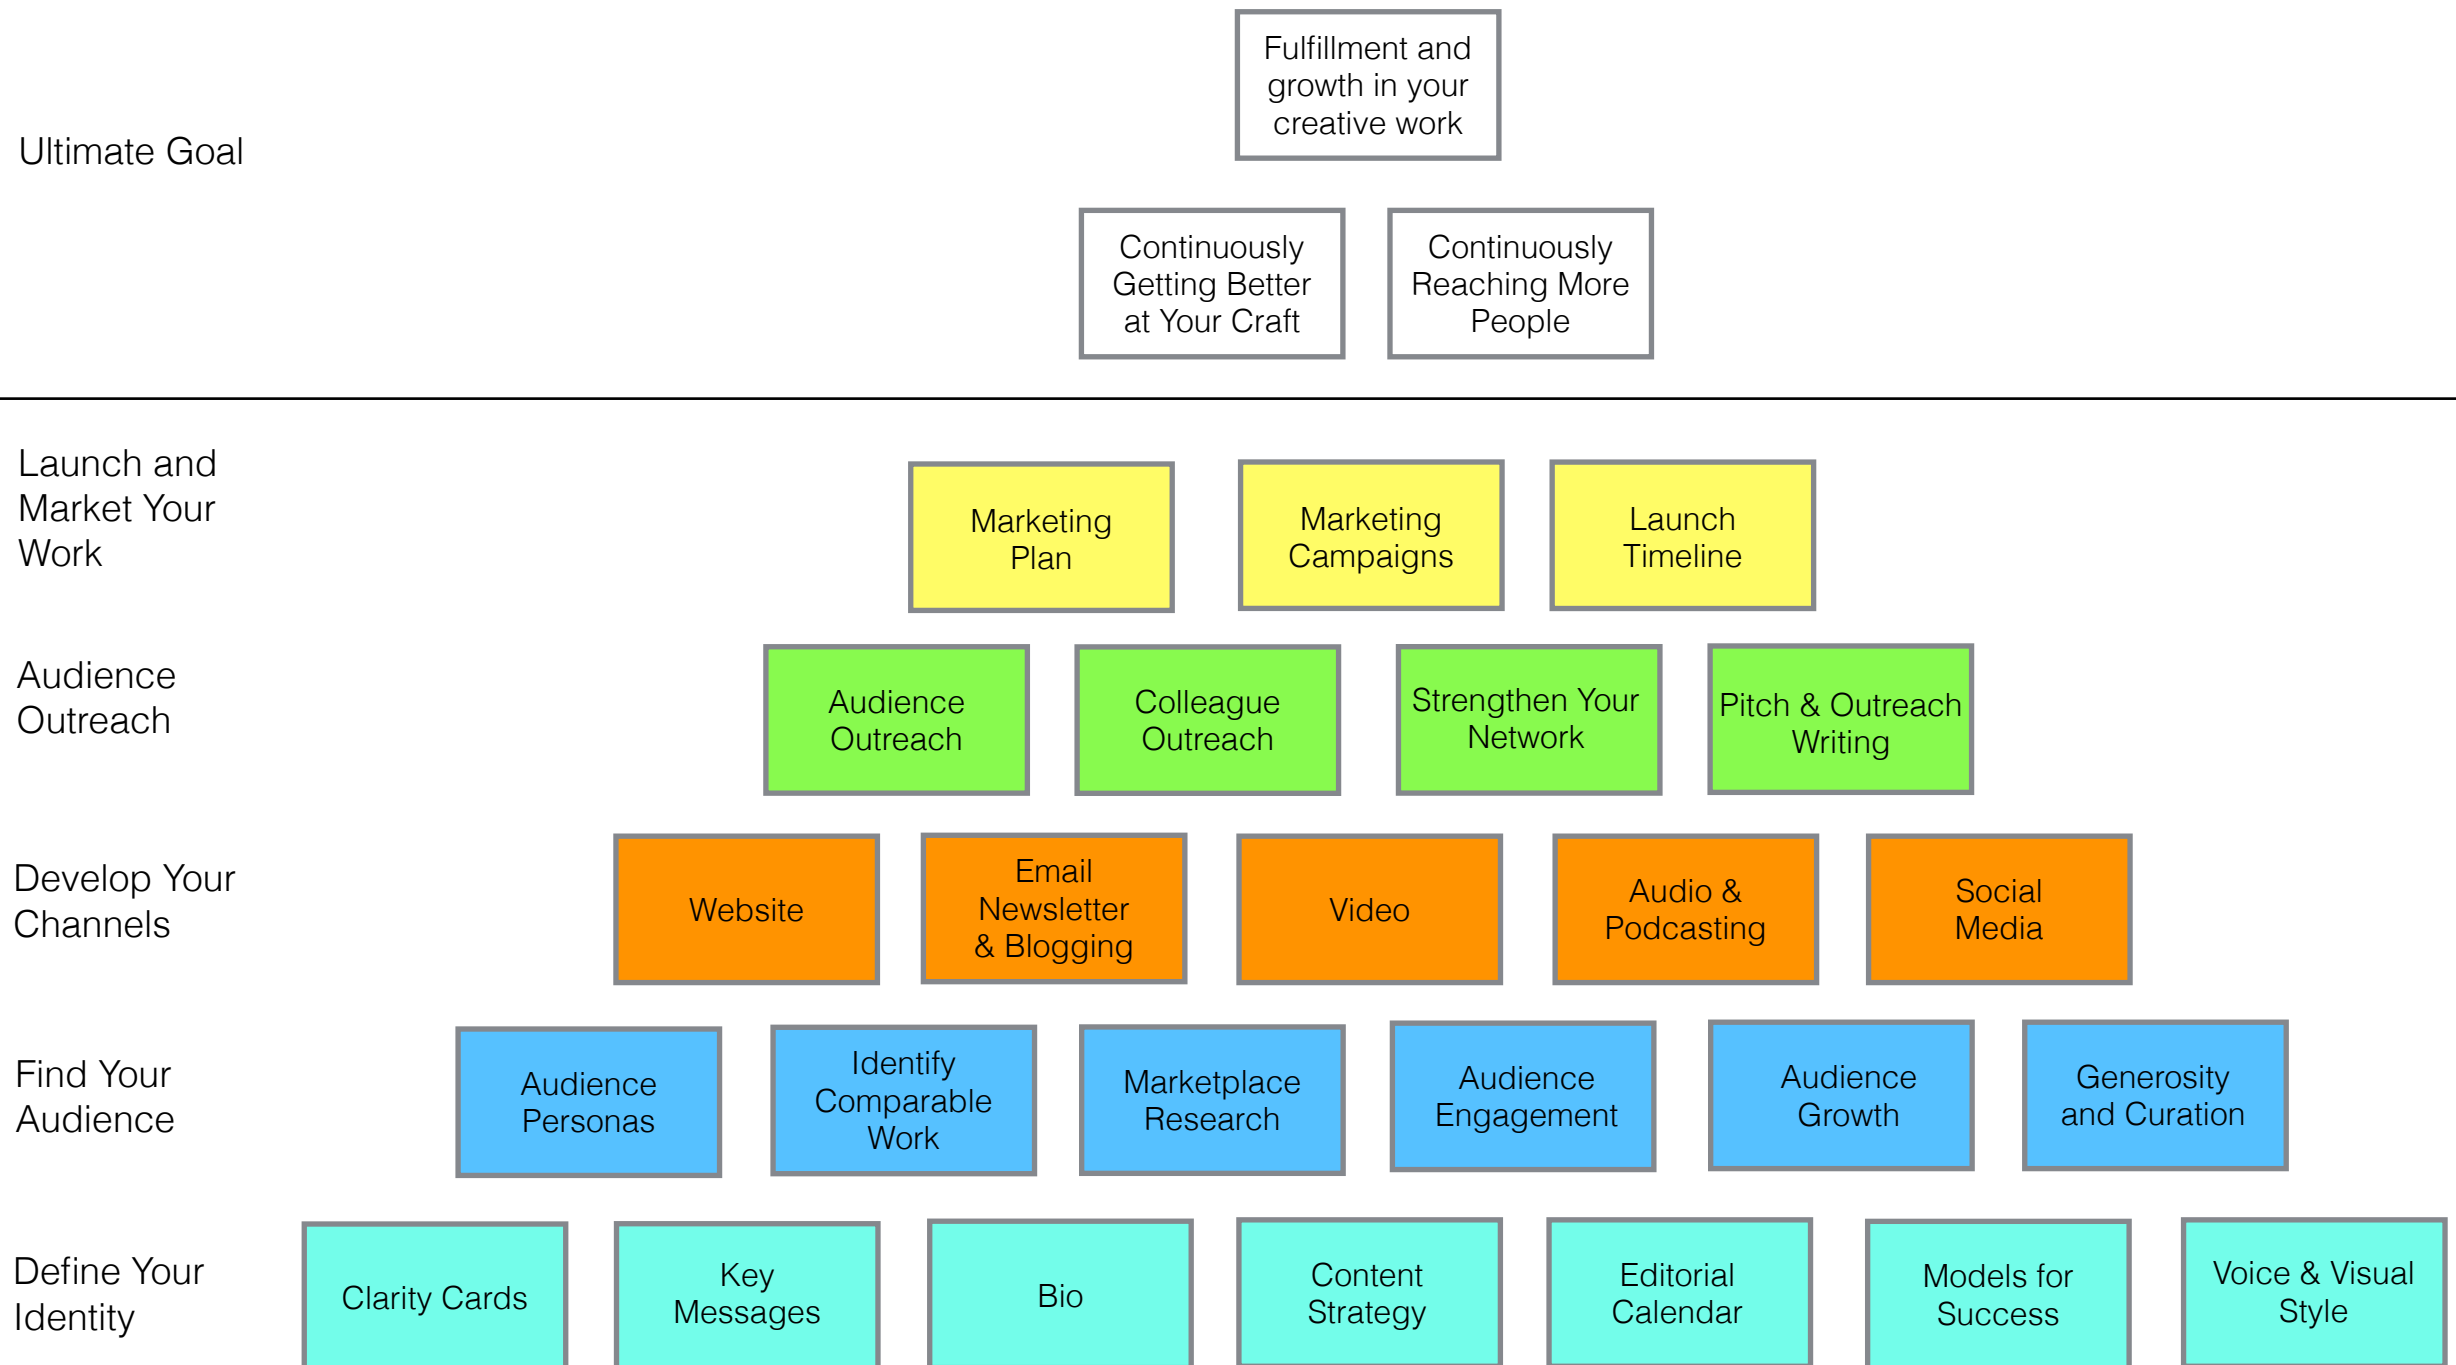 Ultimate Goal
Fulfillment and
growth in your
creative work
Continuously
Getting Better
at Your Craft
Continuously
Reaching More
People
Launch and
Market Your
Work
Marketing
Plan
Marketing
Campaigns
Launch
Timeline
Audience
Outreach
Audience
Outreach
Colleague
Outreach
Strengthen Your
Network
Pitch & Outreach
Writing
Develop Your
Channels
Website
Email
Newsletter
& Blogging
Video
Audio &
Podcasting
Social
Media
Find Your
Audience
Audience
Personas
Identify
Comparable
Work
Marketplace
Research
Audience
Engagement
Audience
Growth
Generosity
and Curation
Define Your
Identity
Clarity Cards
Key
Messages
Bio
Content
Strategy
Editorial
Calendar
Models for
Success
Voice & Visual
Style